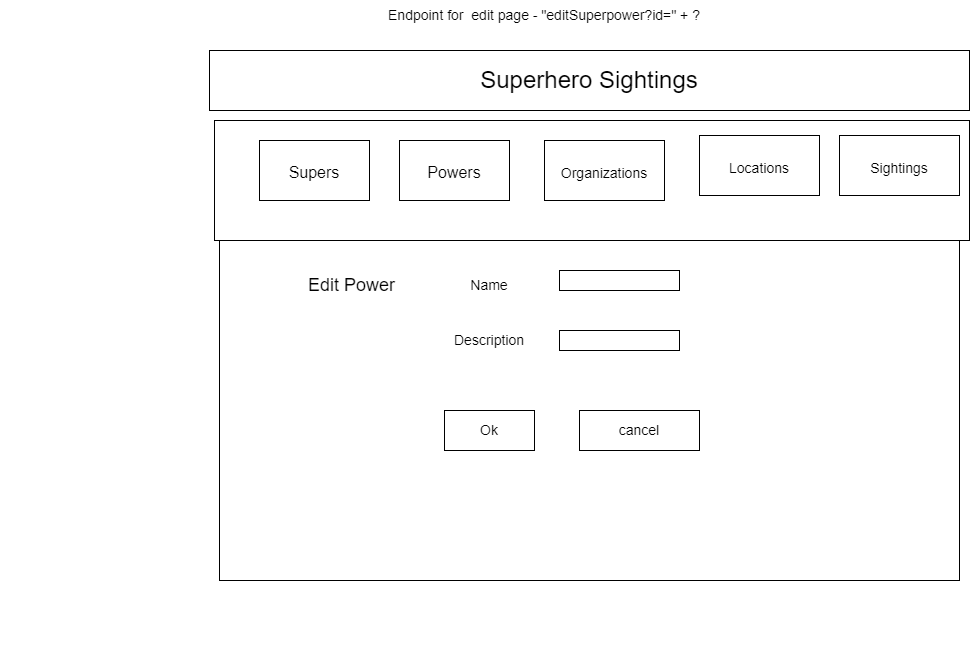 Endpoint for  edit page - "editSuperpower?id=" + ?
Superhero Sightings
Supers
Powers
Organizations
Locations
Sightings
Edit Power
Name
Description
Ok
cancel